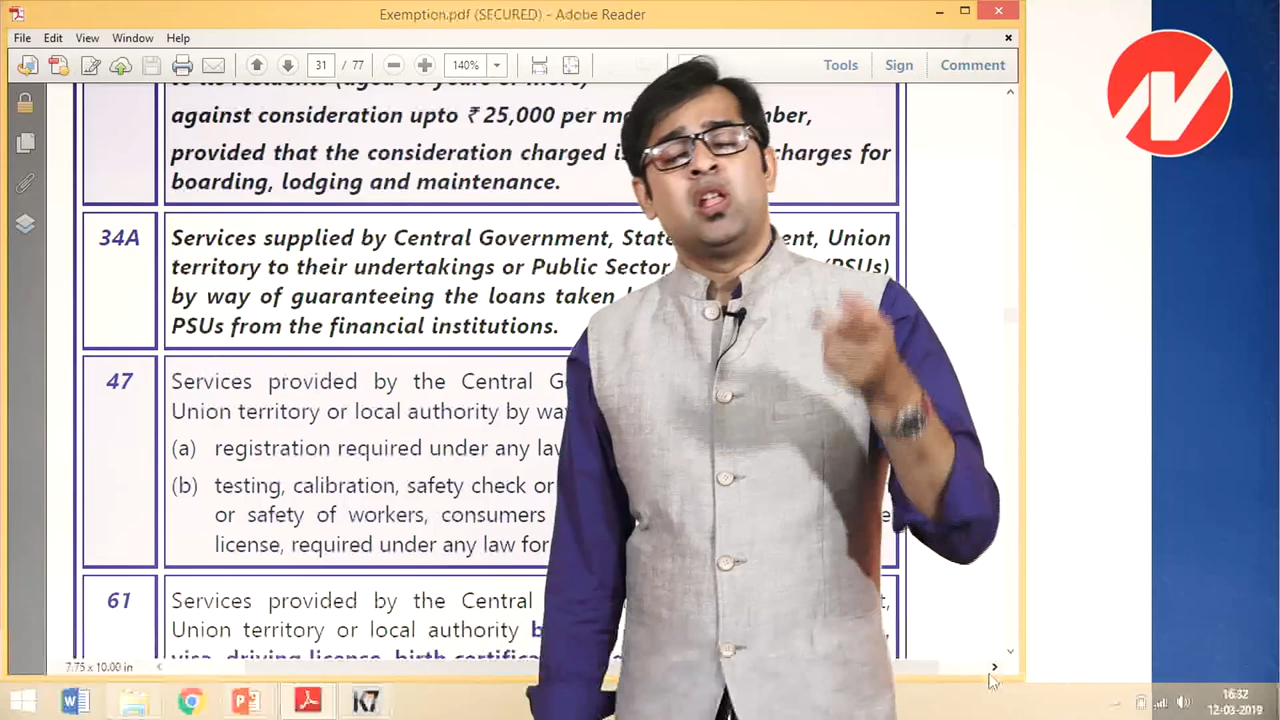 Exemption.pdf (SECURED) - Adobe Reader
File Edit View Window Help
31 / 77 140% Tools Sign Comment
against consideration upto ₹ 25,000 per
provided that the consideration charged charges for
boarding, lodging and maintenance.
34A
Services supplied by Central Government, Union
territory to their undertakings or Public Sector (PSUs)
by way of guaranteeing the loans taken
PSUs from the financial institutions.
47
Services provided by the Central
Union territory or local authority by
(a) registration required under any
(b) testing, calibration, safety check or
or safety of workers, consumers
license, required under any law for
61
Services provided by the Central
Union territory or local authority
visa, driving licence, birth
7.75 x 10.00 in
16:32
12-03-2019